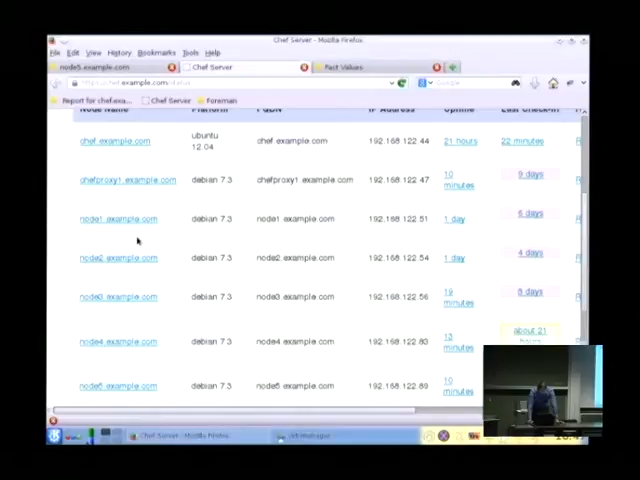 Chef Server - Mozilla Firefox
File Edit View History Bookmarks Tools Help
node5.example.com Chef Server Fact Values
Google
Report for chef.exa... Chef Server Foreman
Node Name Platform FQDN IP Address Uptime Last Check-in
chef.example.com ubuntu 12.04 chef.example.com 192.168.122.44 21 hours 22 minutes
chefproxy1.example.com debian 7.3 chefproxy1.example.com 192.168.122.47 10 minutes 9 days
node1.example.com debian 7.3 node1.example.com 192.168.122.51 1 day 6 days
node2.example.com debian 7.3 node2.example.com 192.168.122.54 1 day 4 days
node3.example.com debian 7.3 node3.example.com 192.168.122.56 19 minutes 8 days
node4.example.com debian 7.3 node4.example.com 192.168.122.83 13 minutes about 21 hours
node5.example.com debian 7.3 node5.example.com 192.168.122.89 10 minutes
Chef Server - Mozilla Firefox